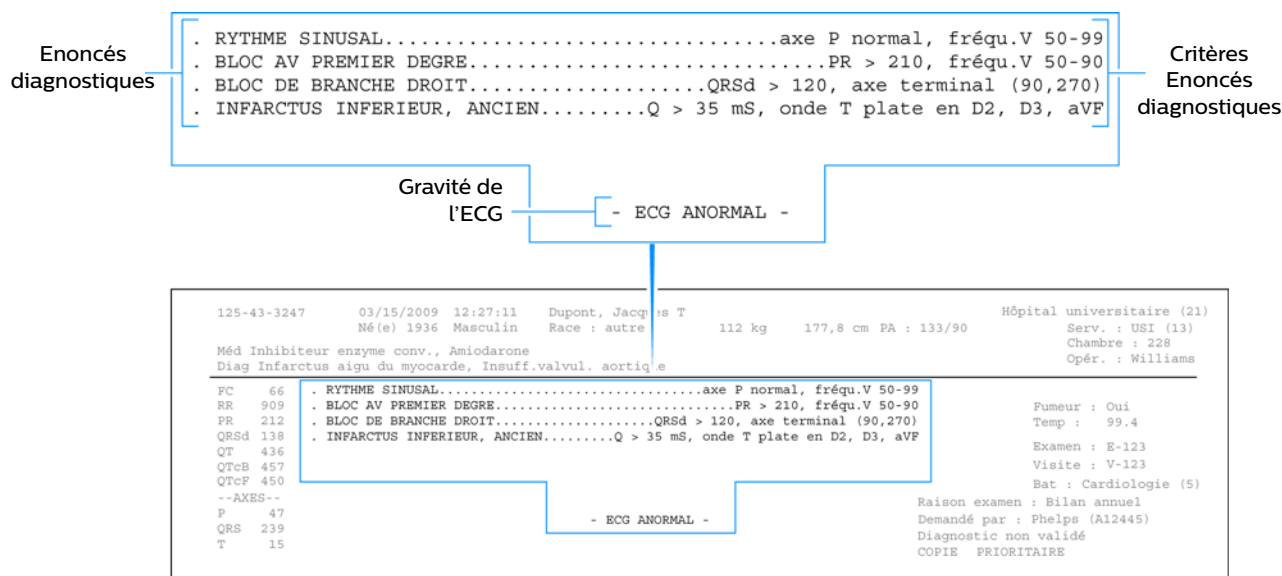 Enoncés
diagnostiques
. RYTHME SINUSAL................................axe P normal, fréqu.V 50-99
. BLOC AV PREMIER DEGRE..............................PR > 210, fréqu.V 50-90
. BLOC DE BRANCHE DROIT....................QRSd > 120, axe terminal (90,270)
. INFARCTUS INFERIEUR, ANCIEN.........Q > 35 mS, onde T plate en D2, D3, aVF
Critères
Enoncés
diagnostiques
Gravité de
l'ECG
- ECG ANORMAL -
125-43-3247 03/15/2009 12:27:11 Dupont, Jacques T Hôpital universitaire (21)
Né(e) 1936 Masculin Race : autre 112 kg 177,8 cm PA : 133/90 Serv. : USI (13)
Chambre : 228
Méd Inhibiteur enzyme conv., Amiodarone
Opér. : Williams
Diag Infarctus aigu du myocarde, Insuff.valvul. aortique
FC 66
RR 909
PR 212
QRSd 138
QT 436
QTcB 457
QTcF 450
--AXES--
P 47
QRS 239
T 15
. RYTHME SINUSAL................................axe P normal, fréqu.V 50-99
. BLOC AV PREMIER DEGRE..............................PR > 210, fréqu.V 50-90
. BLOC DE BRANCHE DROIT....................QRSd > 120, axe terminal (90,270)
. INFARCTUS INFERIEUR, ANCIEN.........Q > 35 mS, onde T plate en D2, D3, aVF
- ECG ANORMAL -
Fumeur : Oui
Temp : 99.4
Examen : E-123
Visite : V-123
Bat : Cardiologie (5)
Raison examen : Bilan annuel
Demandé par : Phelps (A12445)
Diagnostic non validé
COPIE PRIORITAIRE